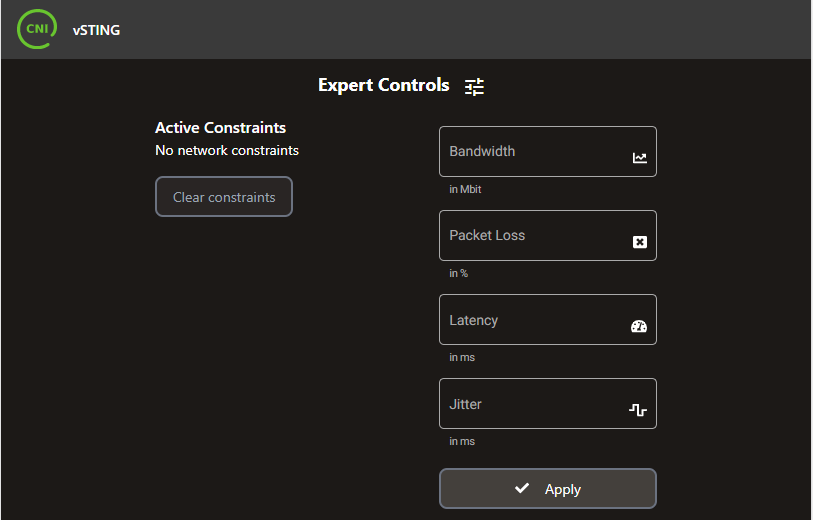 CNI
vSTING
Expert Controls
Active Constraints
No network constraints
Clear constraints
Bandwidth
in Mbit
Packet Loss
in %
Latency
in ms
Jitter
in ms
Apply